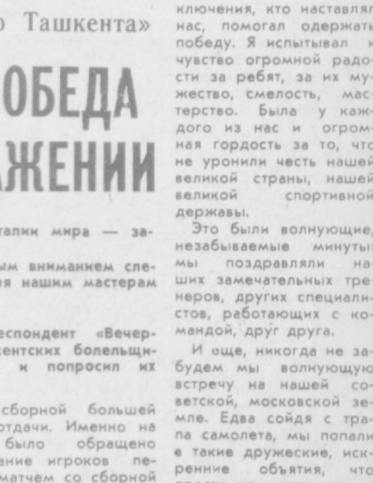 о Ташкента»
ОБЕДА
АЖЕНИИ
талии мира — за-
ым вниманием сле-
ия нашим мастерам
еспондент «Вечер-
кентских болельщи-
и попросил их
сборной большей
отдачи. Именно на
было обращено
ание игроков пе-
матчем со сборной
ключения, кто наставлял
нас, помогал одержать
победу. Я испытывал и
чувство огромной радо-
сти за ребят, за их му-
жество, смелость, мас-
терство. Была у каж-
дого из нас и огром-
ная гордость за то, что
не уронили честь нашей
великой страны, нашей
великой спортивной
державы.
Это были волнующие,
незабываемые минуты:
мы поздравляли на-
ших замечательных тре-
неров, других специали-
стов, работающих с ко-
мандой, друг друга.
И еще, никогда не за-
будем мы волнующую
встречу на нашей со-
ветской, московской зе-
мле. Едва сойдя с тра-
па самолета, мы попали
в такие дружеские, иск-
ренние объятия, что